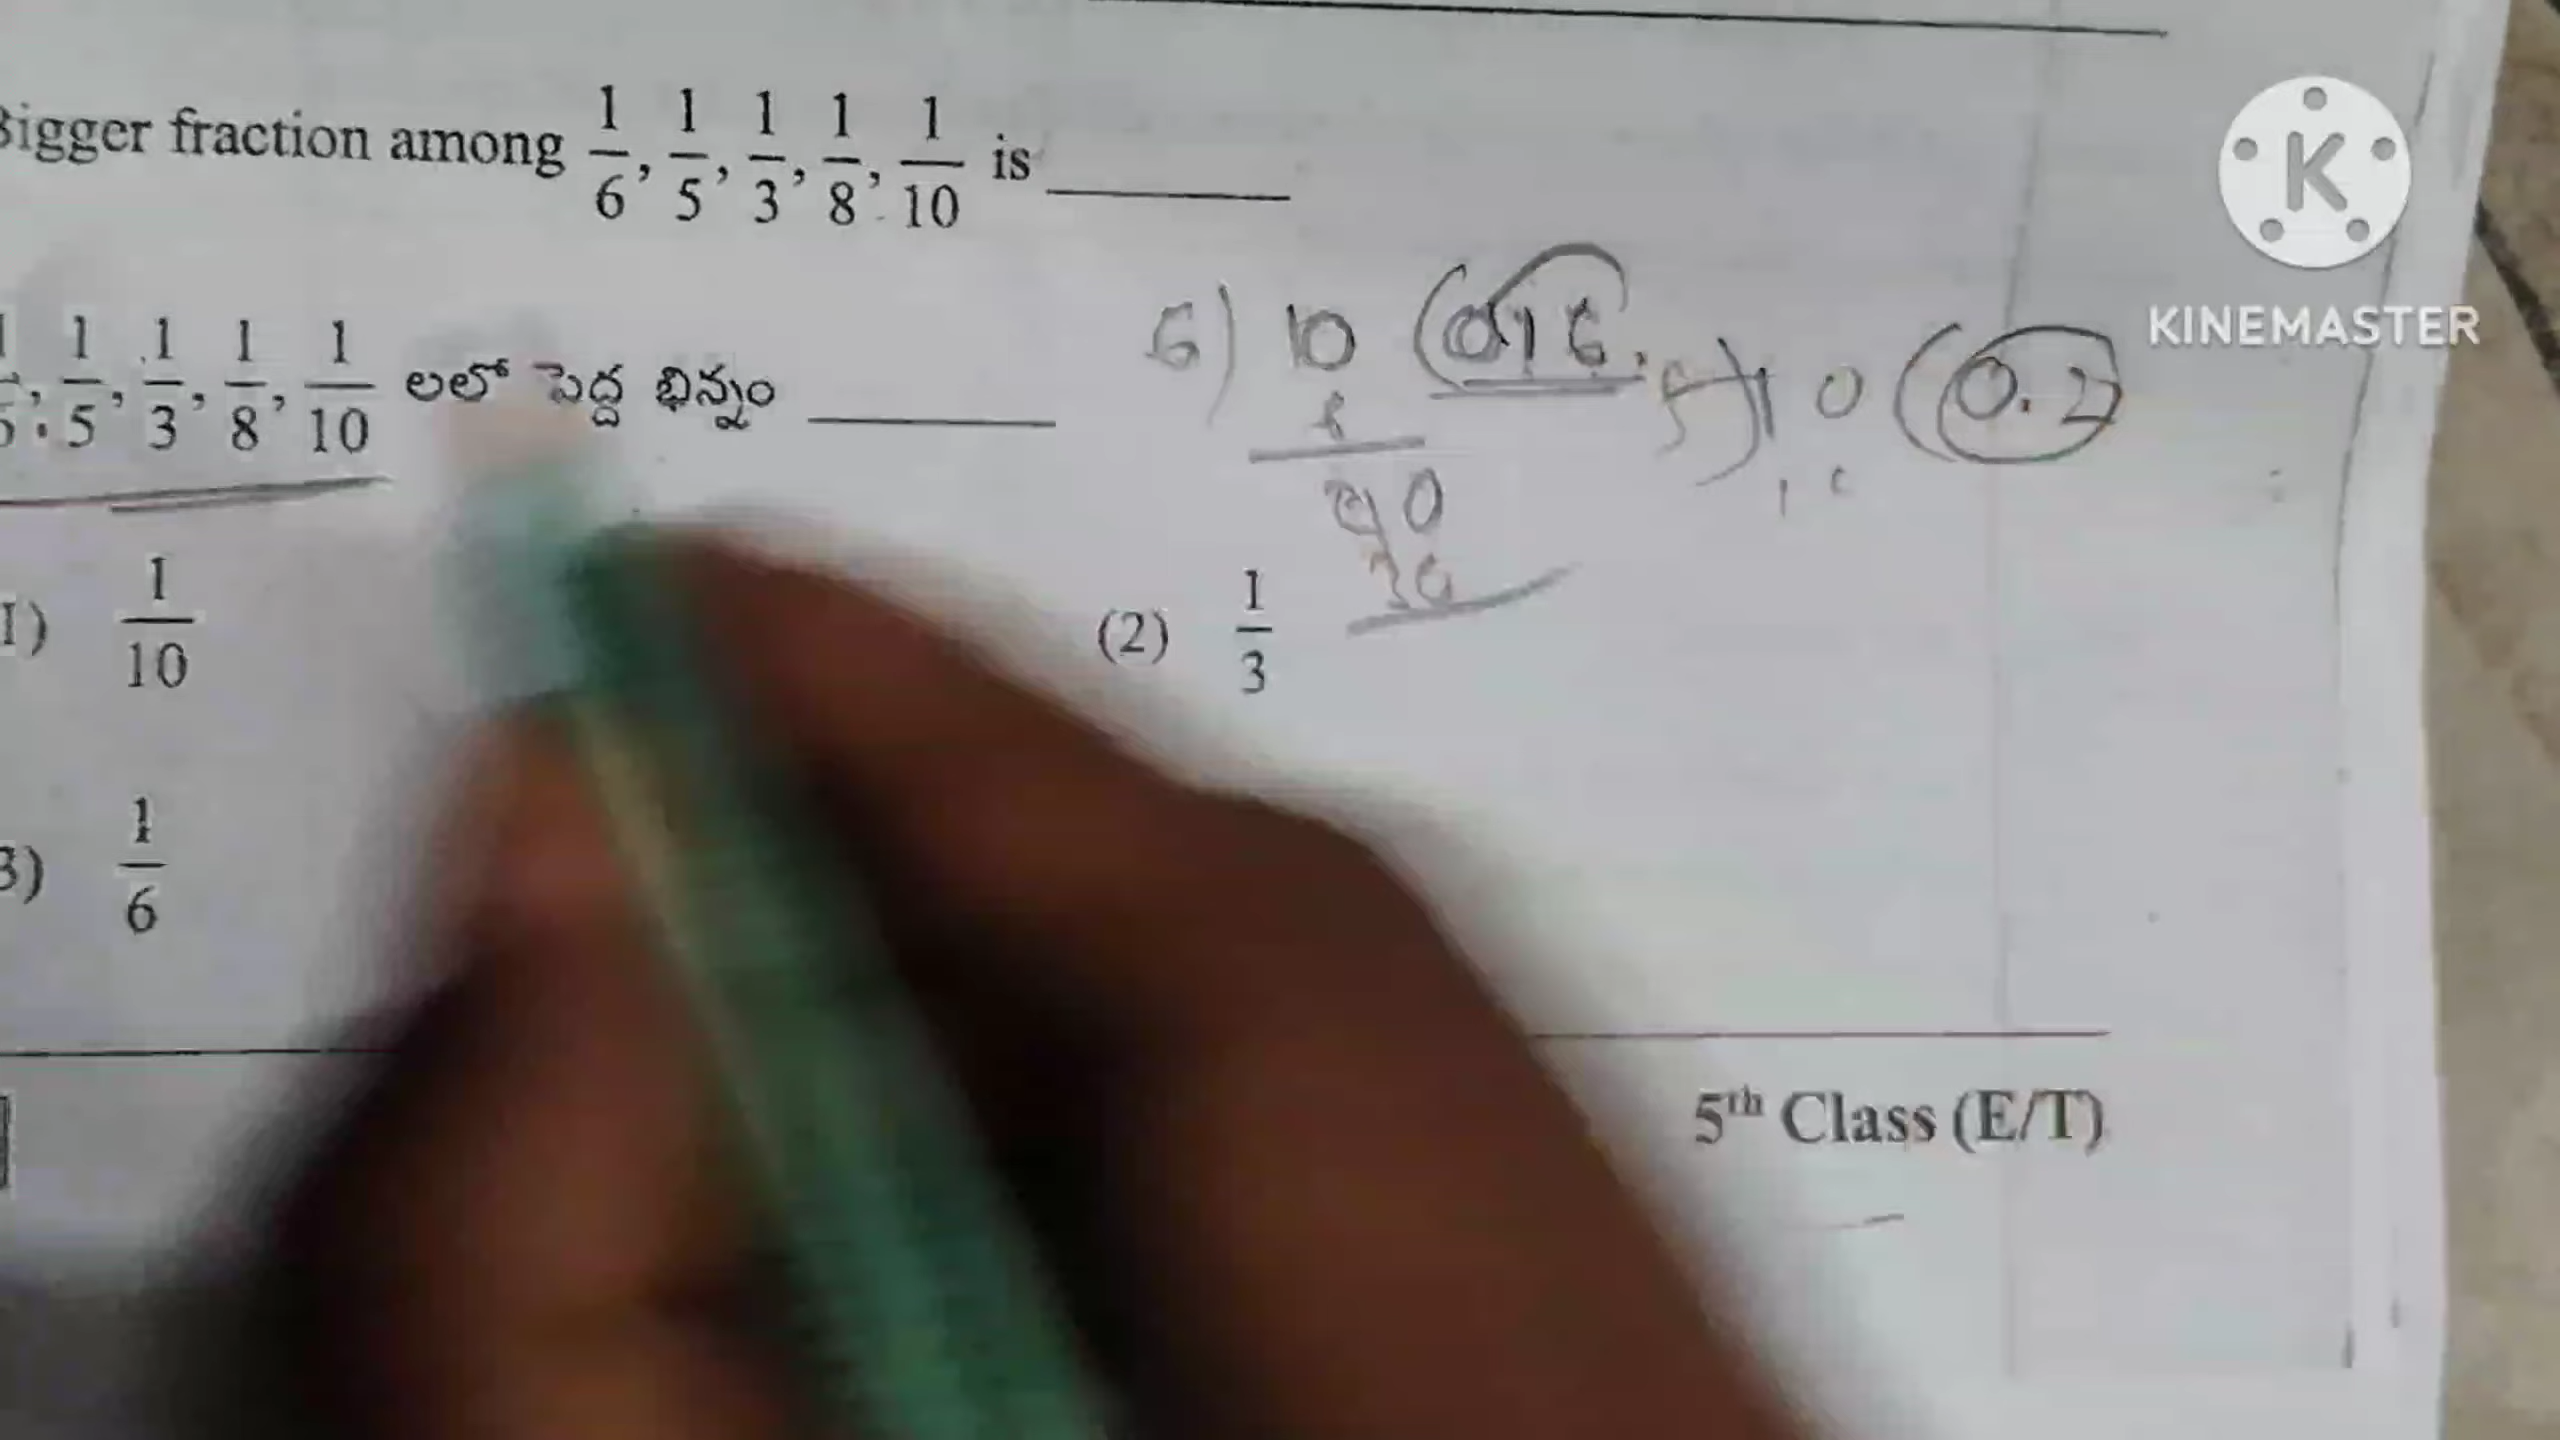 Bigger fraction among 1/6, 1/5, 1/3, 1/8, 1/10 is ______
1/5, 1/3, 1/8, 1/10 లలో పెద్ద భిన్నం ______
6) 10 (0.16
20
5) 10 (0.2
K
KINEMASTER
1/10
(2) 1/3
1/6
5th Class (E/T)